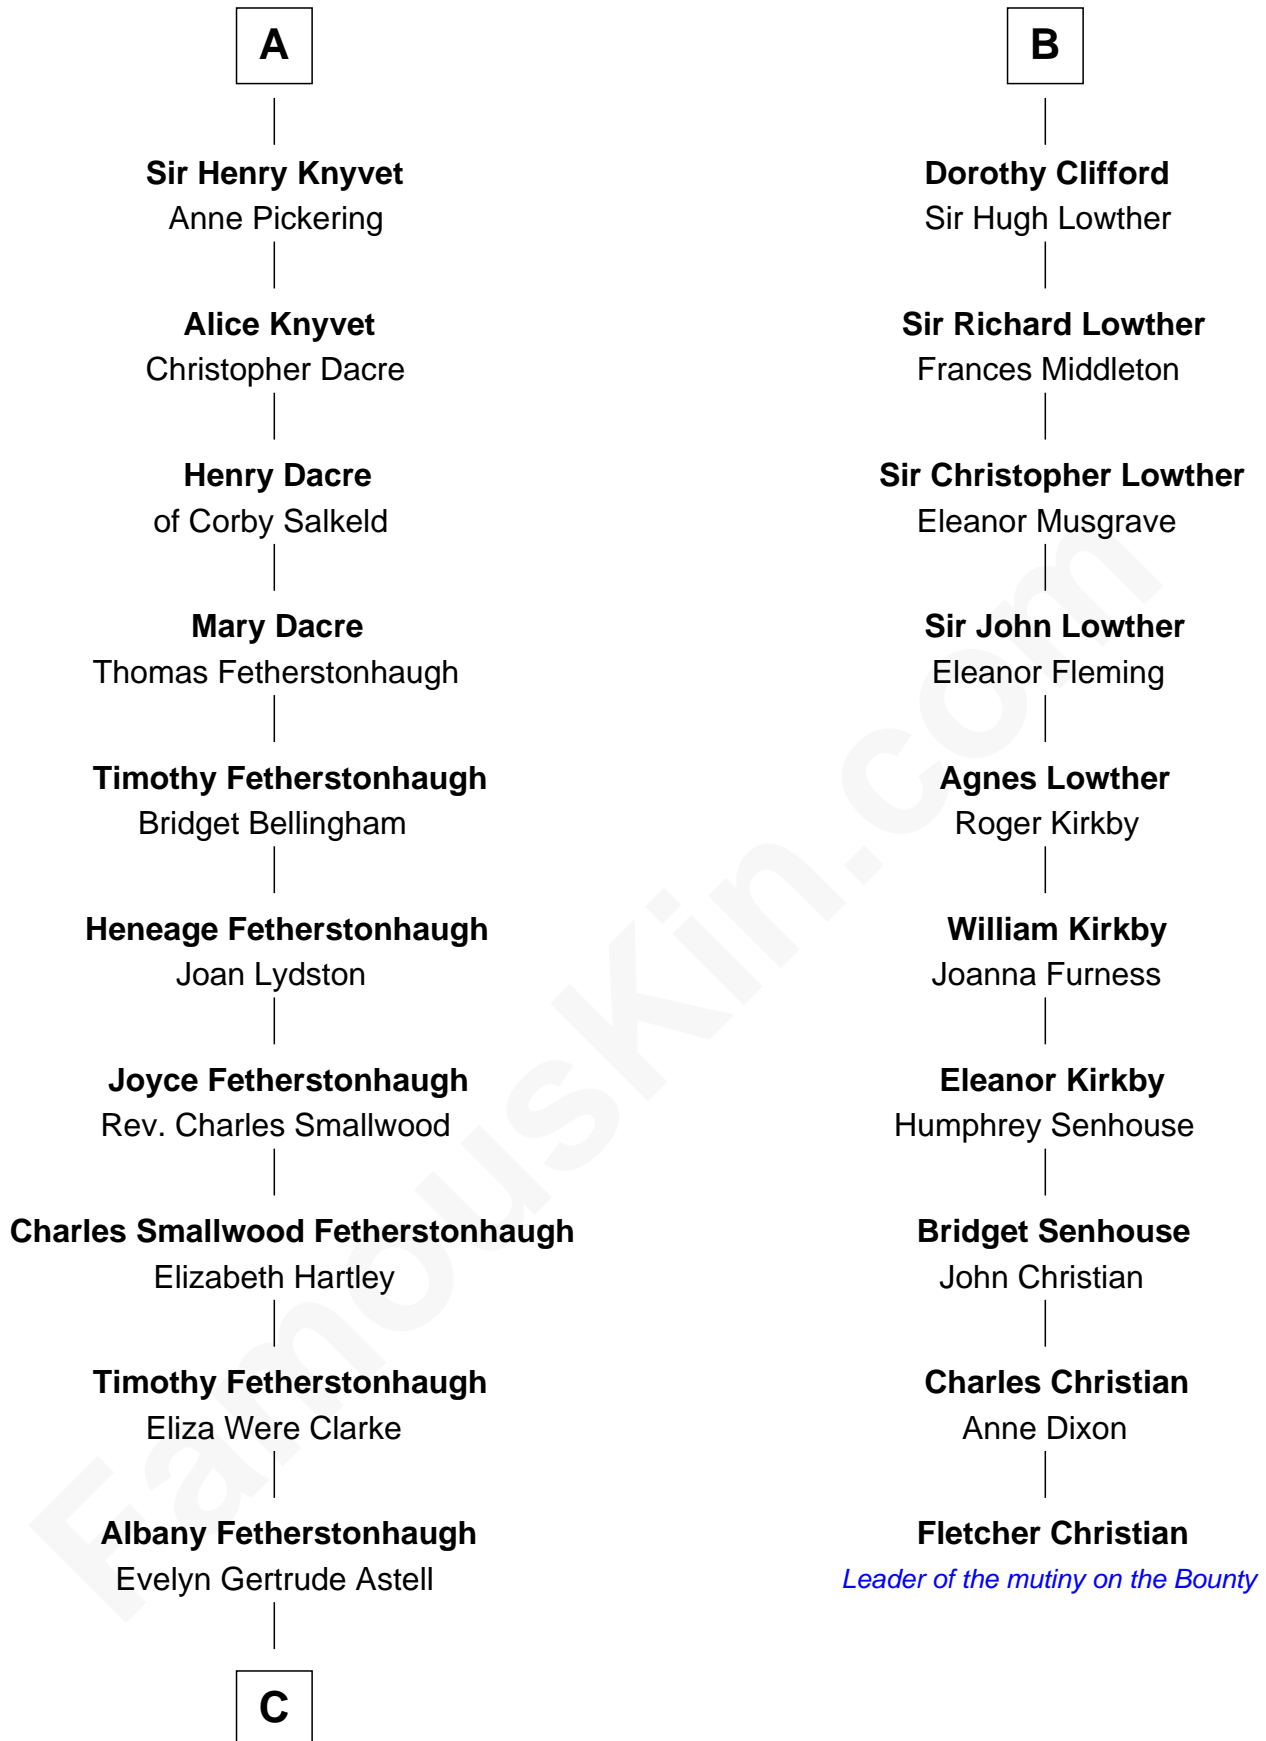 A
Sir Henry Knyvet
Anne Pickering
Alice Knyvet
Christopher Dacre
Henry Dacre
of Corby Salkeld
Mary Dacre
Thomas Fetherstonhaugh
Timothy Fetherstonhaugh
Bridget Bellingham
Heneage Fetherstonhaugh
Joan Lydston
Joyce Fetherstonhaugh
Rev. Charles Smallwood
Charles Smallwood Fetherstonhaugh
Elizabeth Hartley
Timothy Fetherstonhaugh
Eliza Were Clarke
Albany Fetherstonhaugh
Evelyn Gertrude Astell
C
B
Dorothy Clifford
Sir Hugh Lowther
Sir Richard Lowther
Frances Middleton
Sir Christopher Lowther
Eleanor Musgrave
Sir John Lowther
Eleanor Fleming
Agnes Lowther
Roger Kirkby
William Kirkby
Joanna Furness
Eleanor Kirkby
Humphrey Senhouse
Bridget Senhouse
John Christian
Charles Christian
Anne Dixon
Fletcher Christian
Leader of the mutiny on the Bounty
FamousKin.com